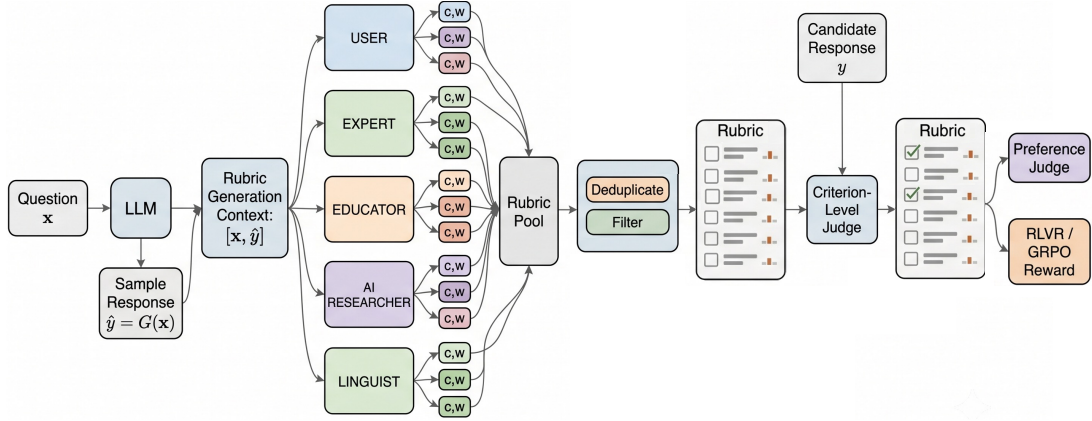 Question
x
LLM
Sample
Response
ŷ = G(x)
Rubric
Generation
Context:
[x, ŷ]
USER
c,w
c,w
c,w
EXPERT
c,w
c,w
c,w
EDUCATOR
c,w
c,w
c,w
AI
RESEARCHER
c,w
c,w
c,w
LINGUIST
c,w
c,w
c,w
Rubric
Pool
Deduplicate
Filter
Rubric
Candidate
Response
y
Criterion-
Level
Judge
Rubric
Preference
Judge
RLVR /
GRPO
Reward